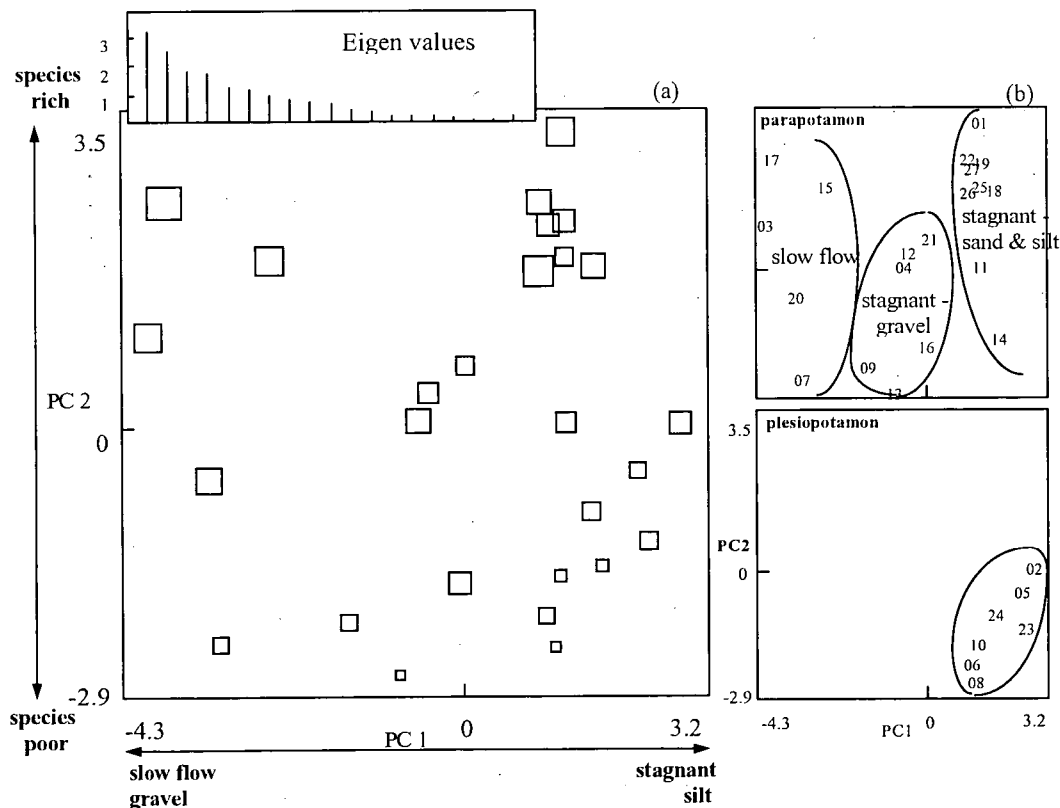 Eigen values
3
2
1
species
rich
(a)
3.5
PC 2
0
-2.9
species
poor
-4.3
PC 1
0
3.2
slow flow
gravel
stagnant
silt
(b)
parapotamon
01
17
22
19
27
15
26
25
18
03
stagnant -
sand & silt
21
12
slow flow
04
11
20
stagnant -
gravel
14
16
09
07
13
plesiopotamon
3.5
PC2
0
02
05
24
23
10
06
08
-2.9
-4.3
PC1
0
3.2